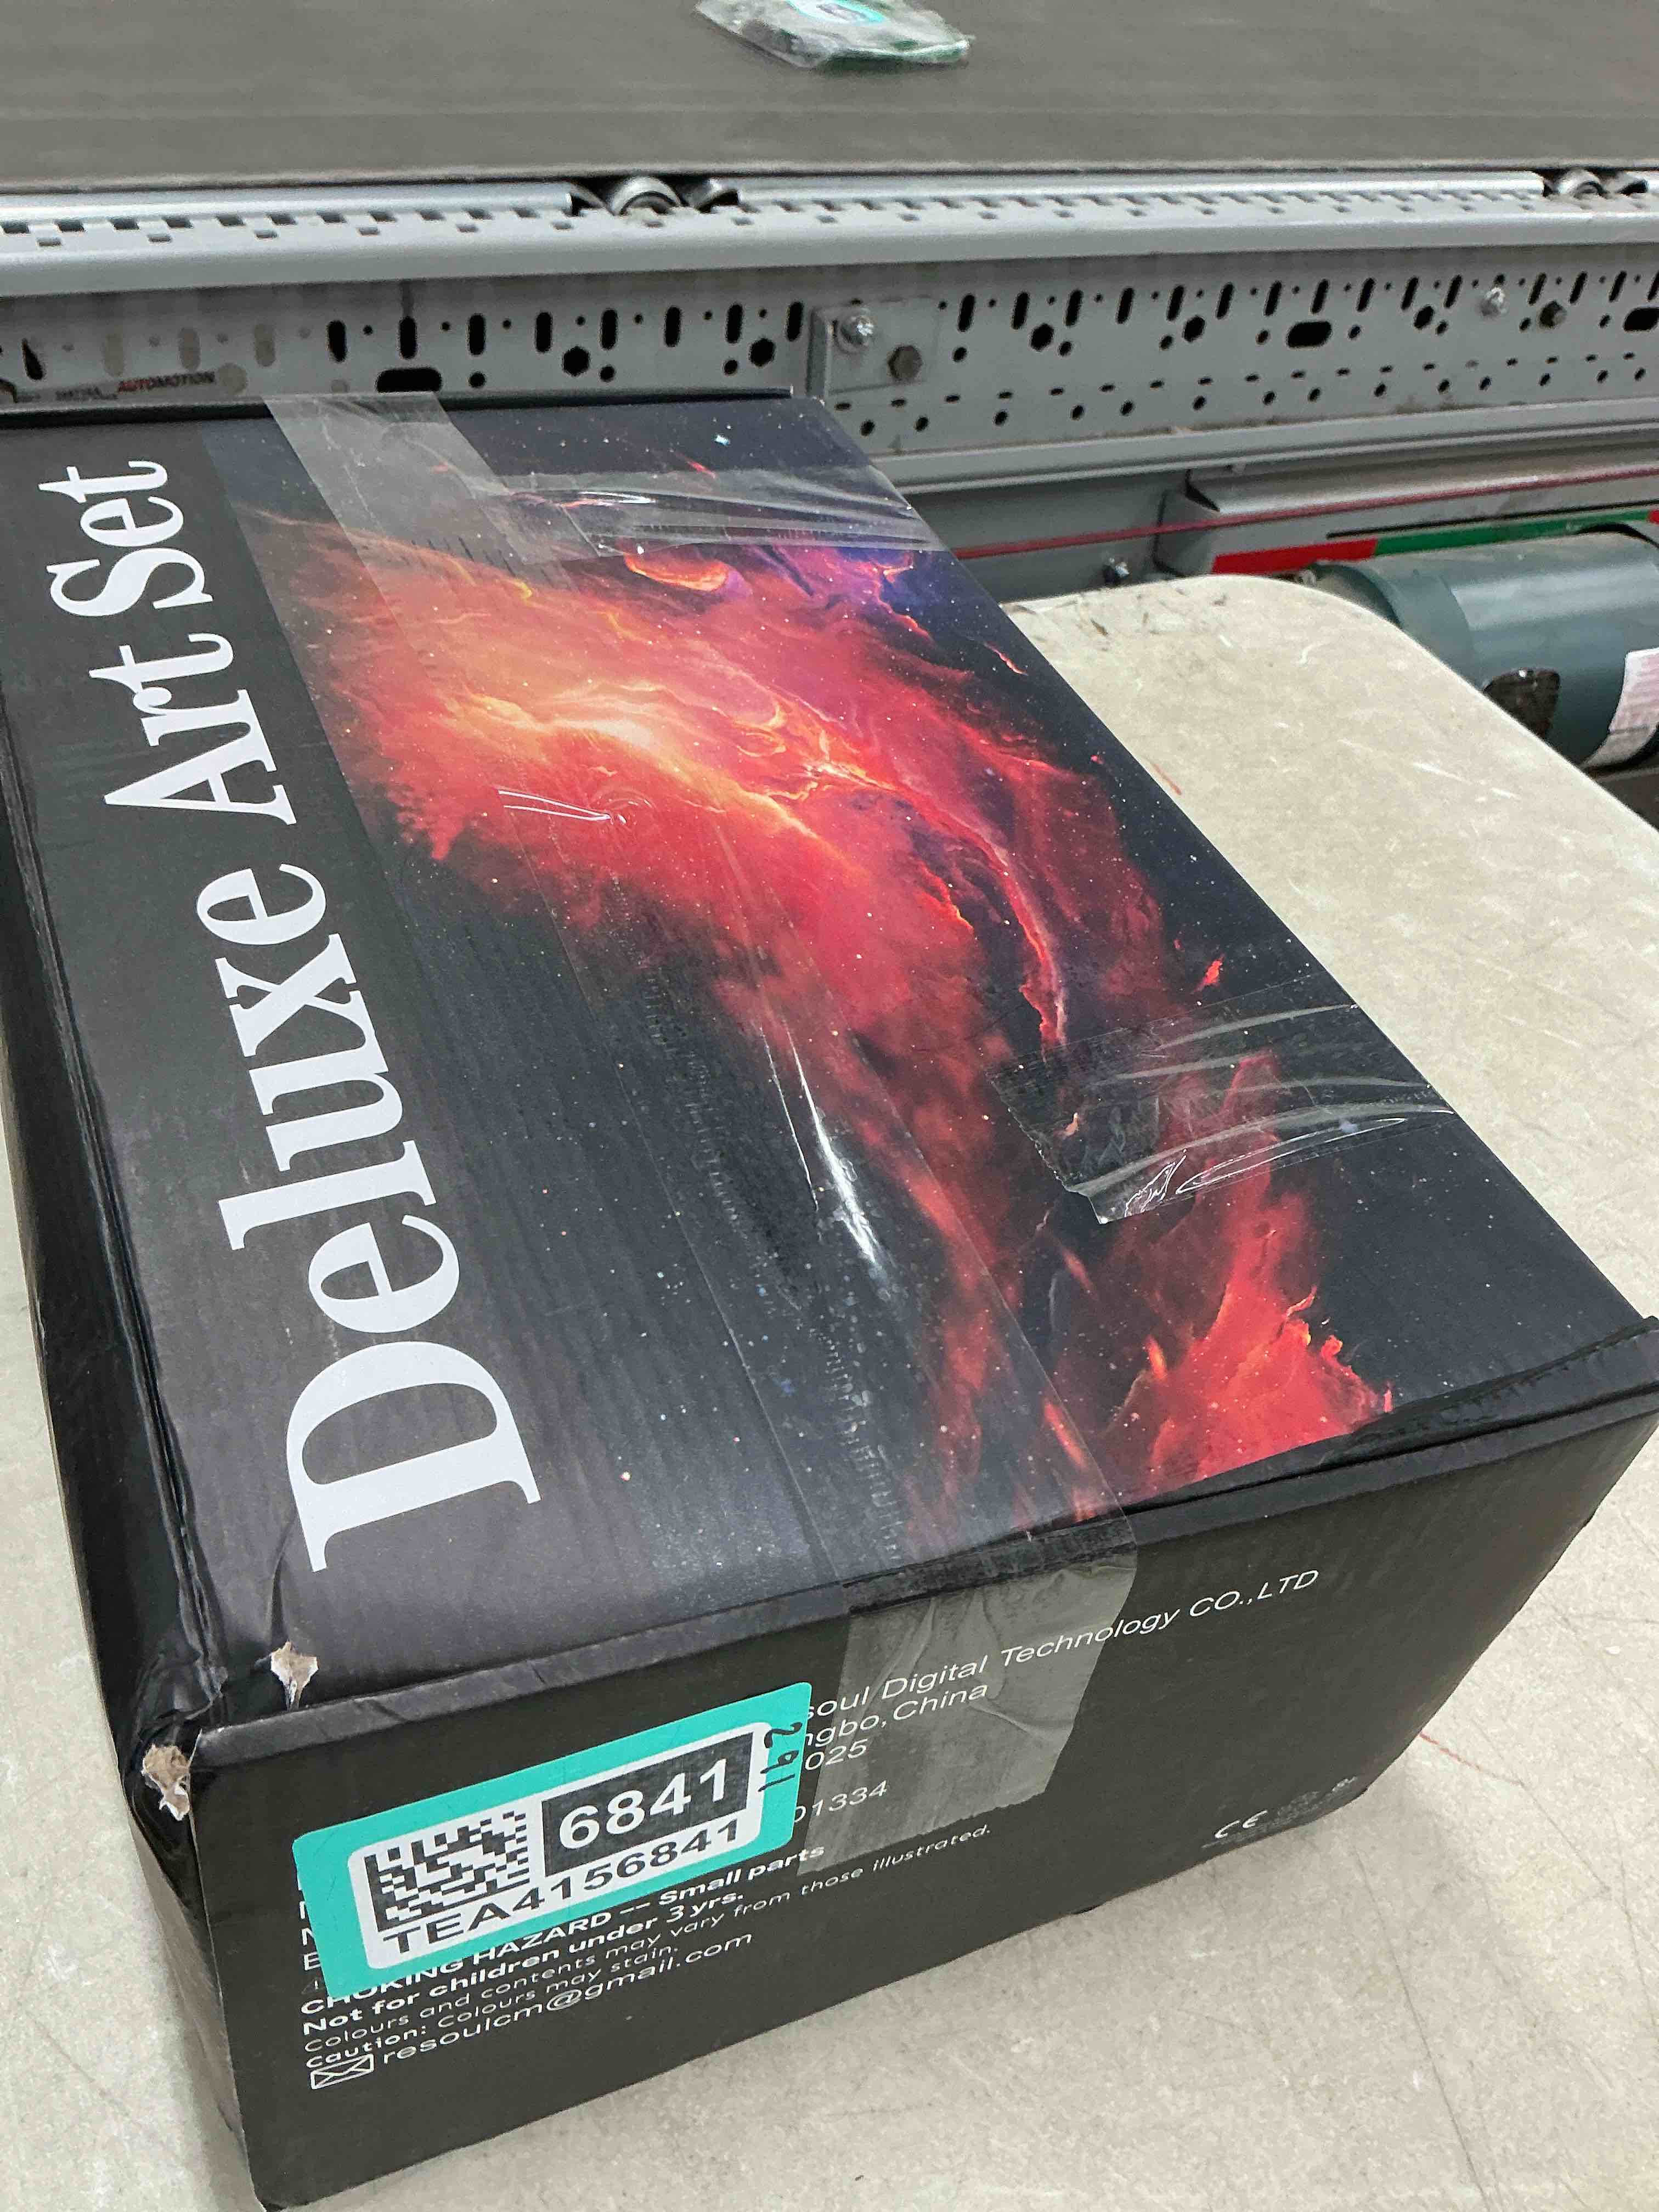 AUTOMOTION
Deluxe Art Set
soul Digital Technology CO.,LTD
ngbo, China
025
01334
291
6841
TEA4156841
CHOKING HAZARD -- Small parts
Not for children under 3 yrs.
Colours and contents may vary from those illustrated.
Caution: Colours may stain.
resoulcm@gmail.com
CE